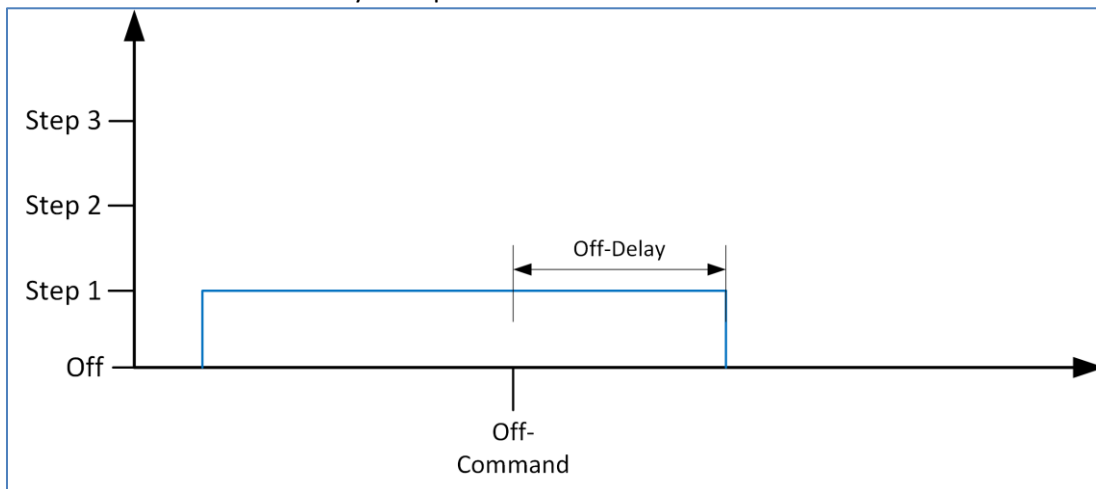 Step 3
Step 2
Off-Delay
Step 1
Off
Off-
Command